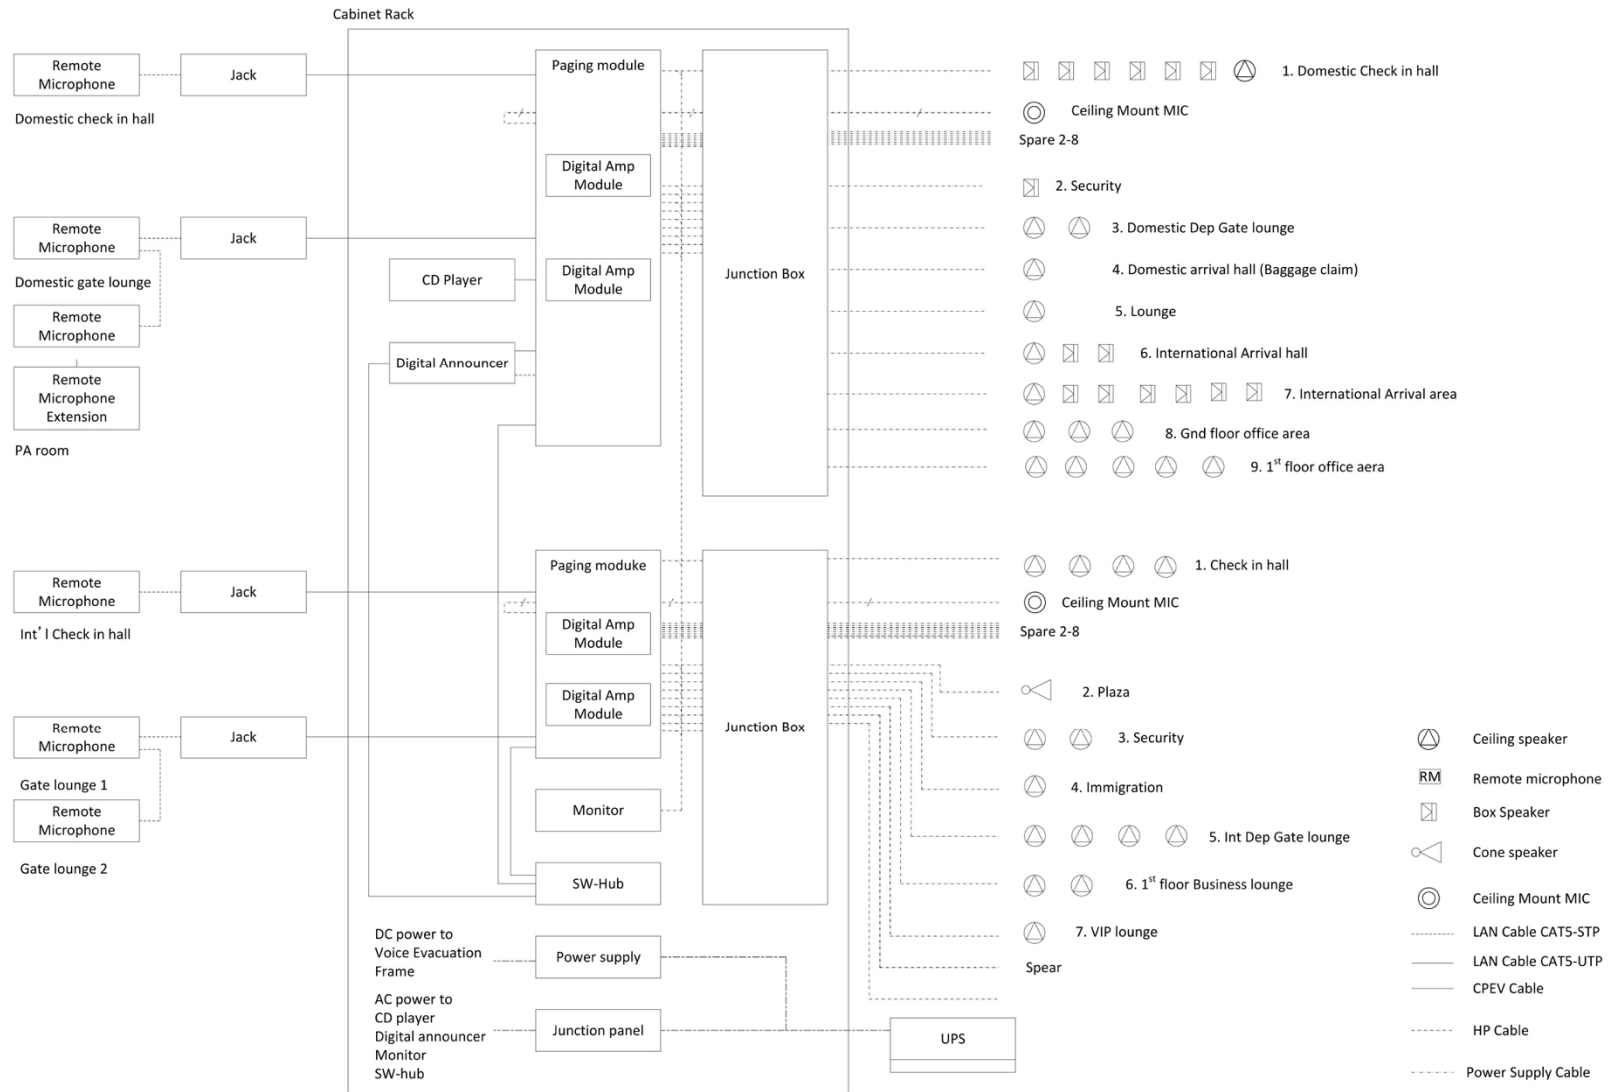 Cabinet Rack
Remote
Microphone
Jack
Domestic check in hall
Remote
Microphone
Jack
Domestic gate lounge
Remote
Microphone
Remote
Microphone
Extension
PA room
Remote
Microphone
Jack
Int' l Check in hall
Remote
Microphone
Jack
Gate lounge 1
Remote
Microphone
Gate lounge 2
Paging module
Digital Amp
Module
Digital Amp
Module
CD Player
Digital Announcer
Junction Box
Paging moduke
Digital Amp
Module
Digital Amp
Module
Junction Box
Monitor
SW-Hub
DC power to
Voice Evacuation
Frame
Power supply
AC power to
CD player
Digital announcer
Monitor
SW-hub
Junction panel
UPS
1. Domestic Check in hall
Ceiling Mount MIC
Spare 2-8
2. Security
3. Domestic Dep Gate lounge
4. Domestic arrival hall (Baggage claim)
5. Lounge
6. International Arrival hall
7. International Arrival area
8. Gnd floor office area
9. 1st floor office aera
1. Check in hall
Ceiling Mount MIC
Spare 2-8
2. Plaza
3. Security
4. Immigration
5. Int Dep Gate lounge
6. 1st floor Business lounge
7. VIP lounge
Spear
Ceiling speaker
RM Remote microphone
Box Speaker
Cone speaker
Ceiling Mount MIC
LAN Cable CAT5-STP
LAN Cable CAT5-UTP
CPEV Cable
HP Cable
Power Supply Cable